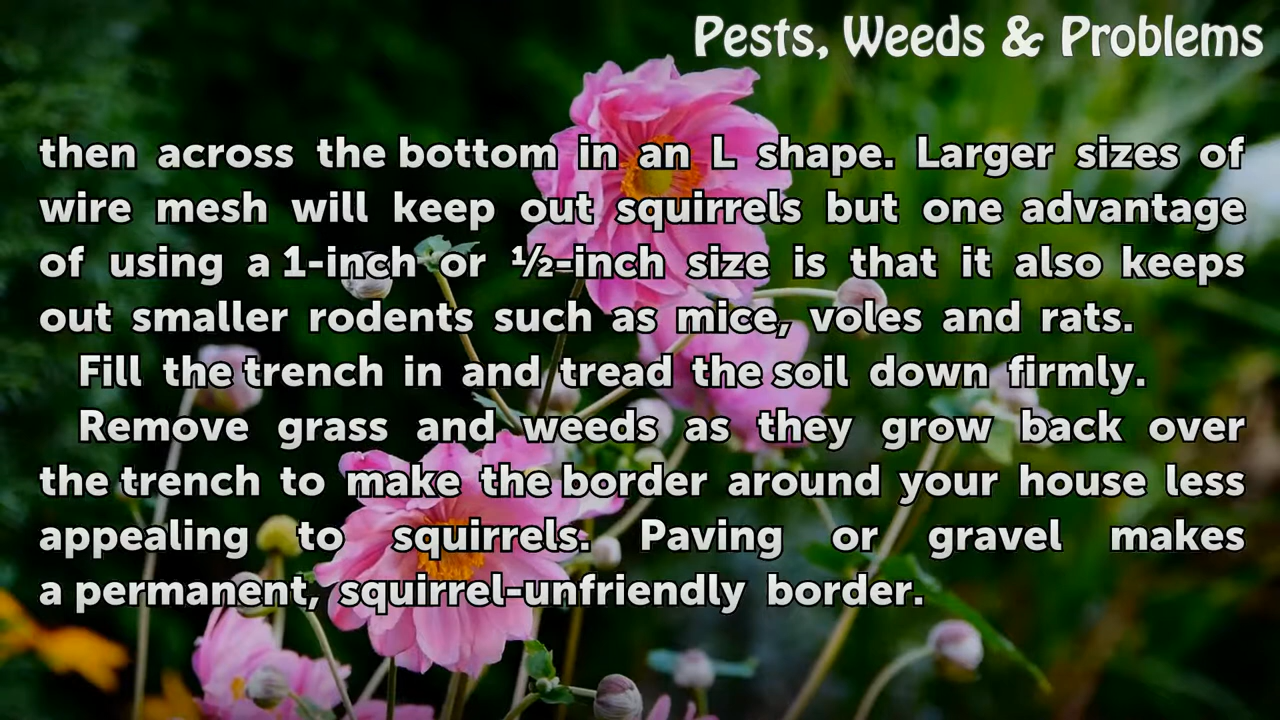 Pests, Weeds & Problems
then across the bottom in an L shape. Larger sizes of
wire mesh will keep out squirrels but one advantage
of using a 1-inch or ½-inch size is that it also keeps
out smaller rodents such as mice, voles and rats.
Fill the trench in and tread the soil down firmly.
Remove grass and weeds as they grow back over
the trench to make the border around your house less
appealing to squirrels. Paving or gravel makes
a permanent, squirrel-unfriendly border.